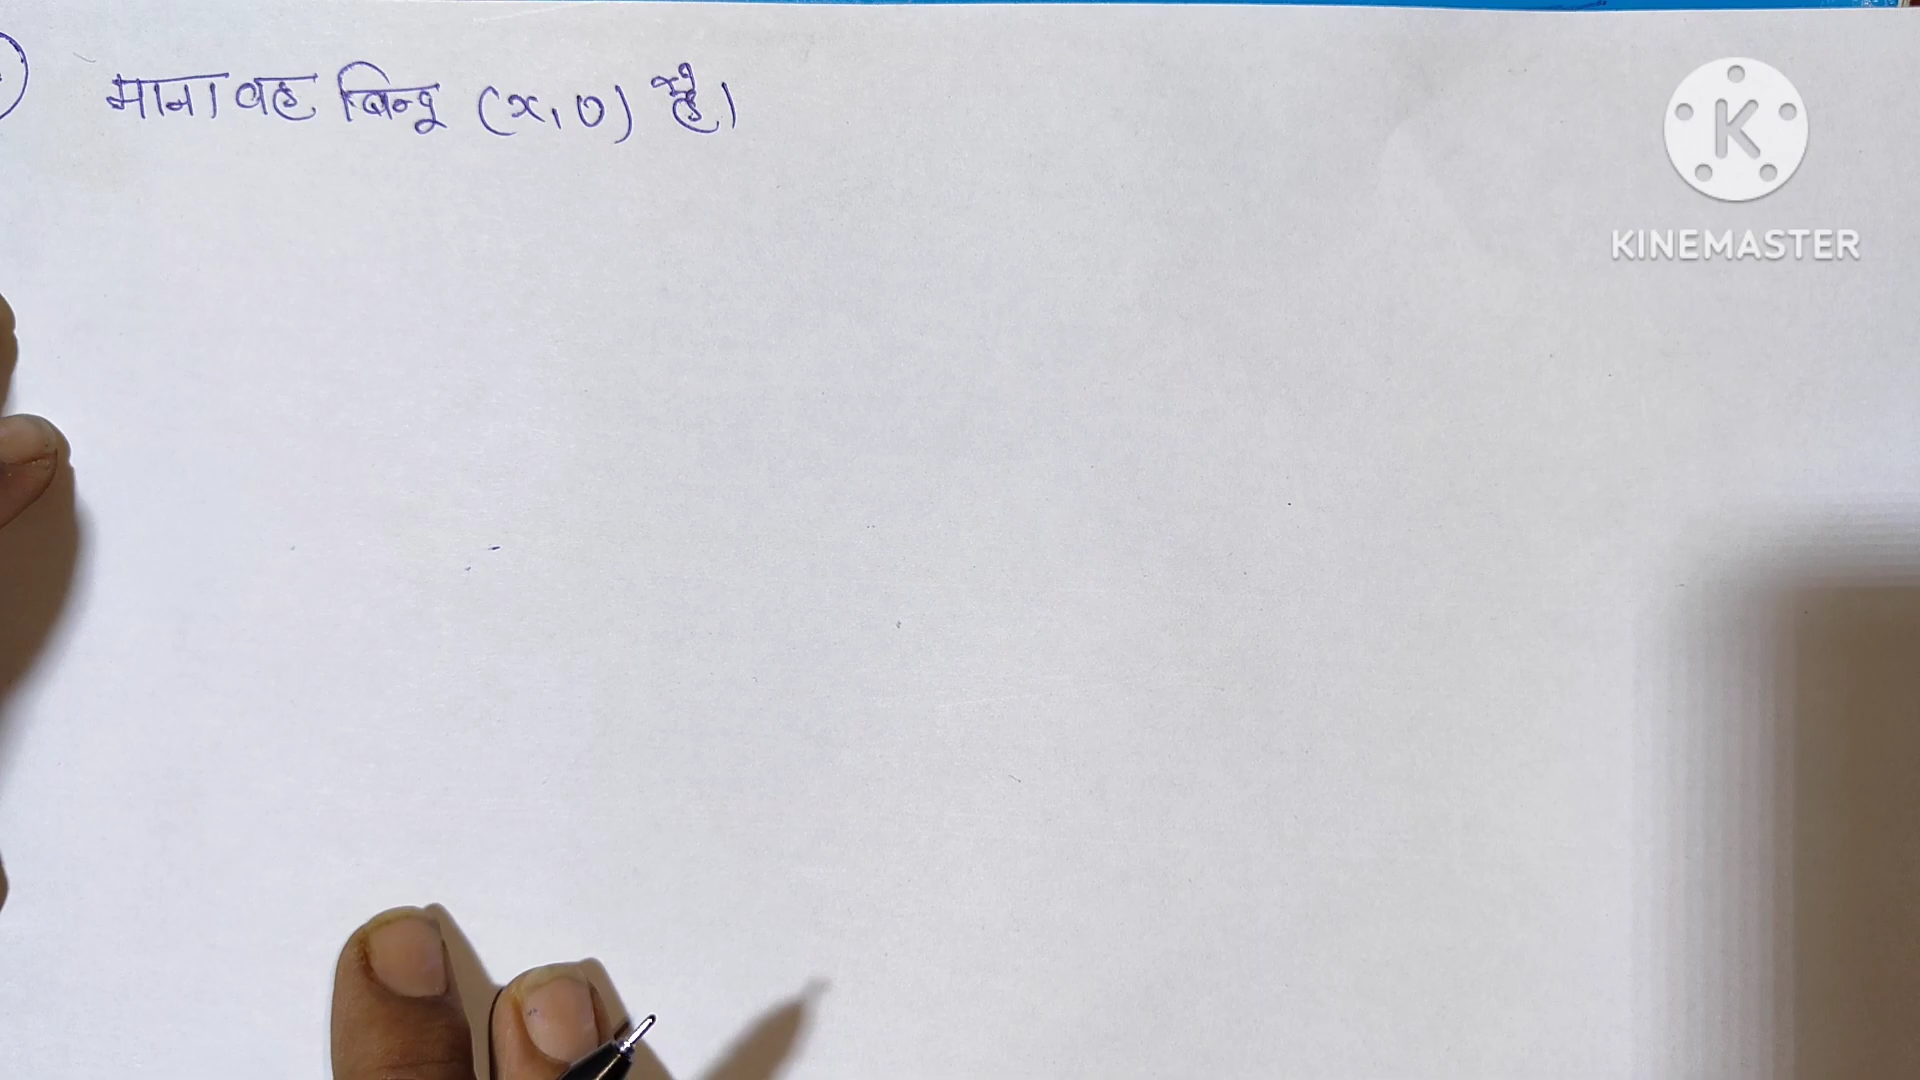 माना वह बिन्दू (x, 0) है।
K
KINEMASTER